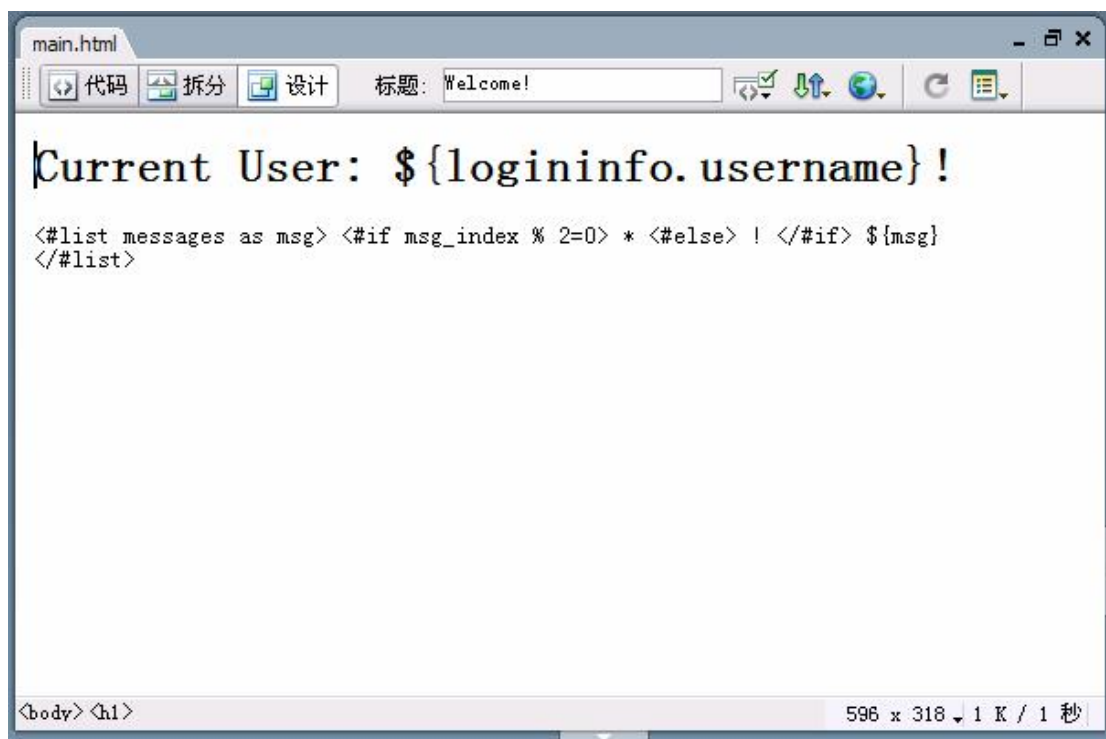 main.html
代码 拆分 设计 标题: Welcome!
Current User: ${logininfo.username}!
<#list messages as msg> <#if msg_index % 2=0> * <#else> ! </#if> ${msg}
</#list>
<body> <h1> 596 x 318 1 K / 1 秒